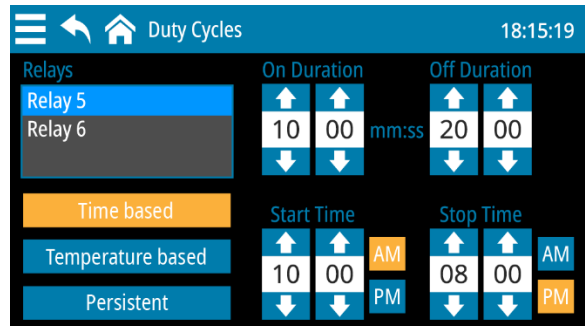 Duty Cycles 18:15:19
Relays On Duration Off Duration
Relay 5
Relay 6
10 00 mm:ss 20 00
Time based
Start Time Stop Time
AM AM
Temperature based
10 00 08 00
PM PM
Persistent